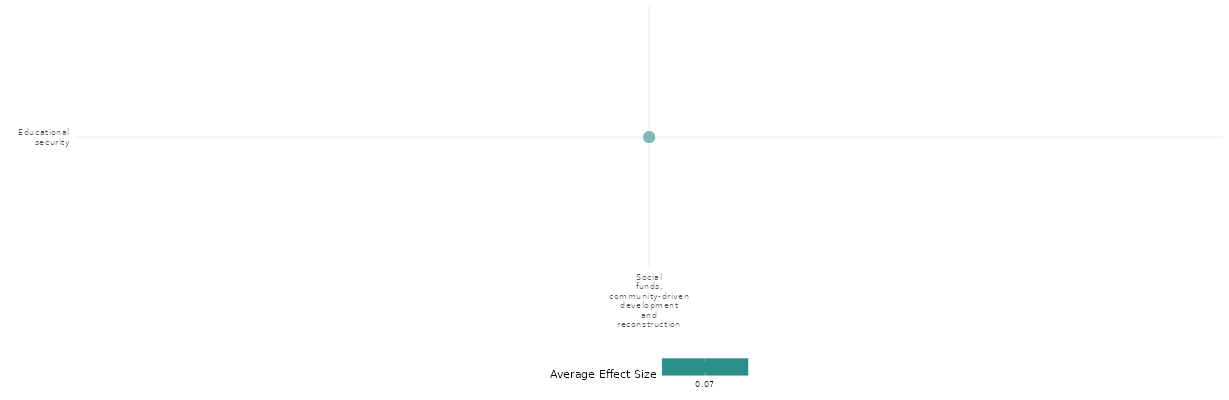 Educational
security
Social
funds,
community-driven
development
and
reconstruction
Average Effect Size
0.07